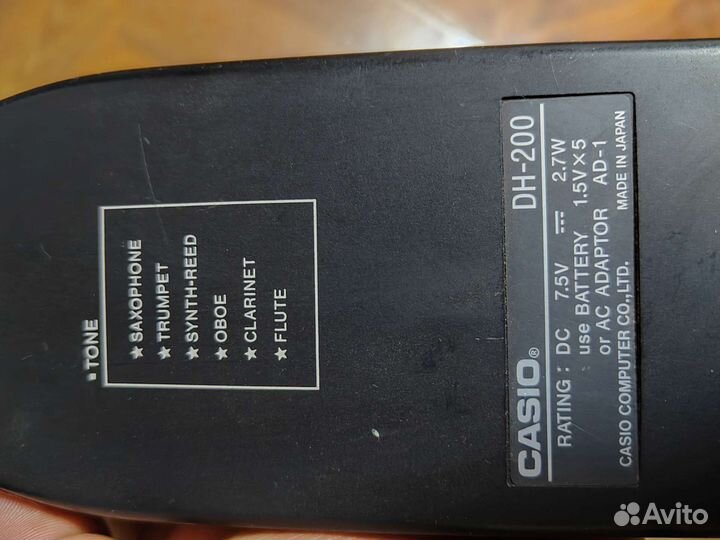 ▪TONE
★SAXOPHONE
★TRUMPET
★SYNTH-REED
★OBOE
★CLARINET
★FLUTE
CASIO® DH-200
RATING : DC 7.5V ⎓ 2.7W
use BATTERY 1.5V×5
or AC ADAPTOR AD-1
CASIO COMPUTER CO.,LTD. MADE IN JAPAN
Avito